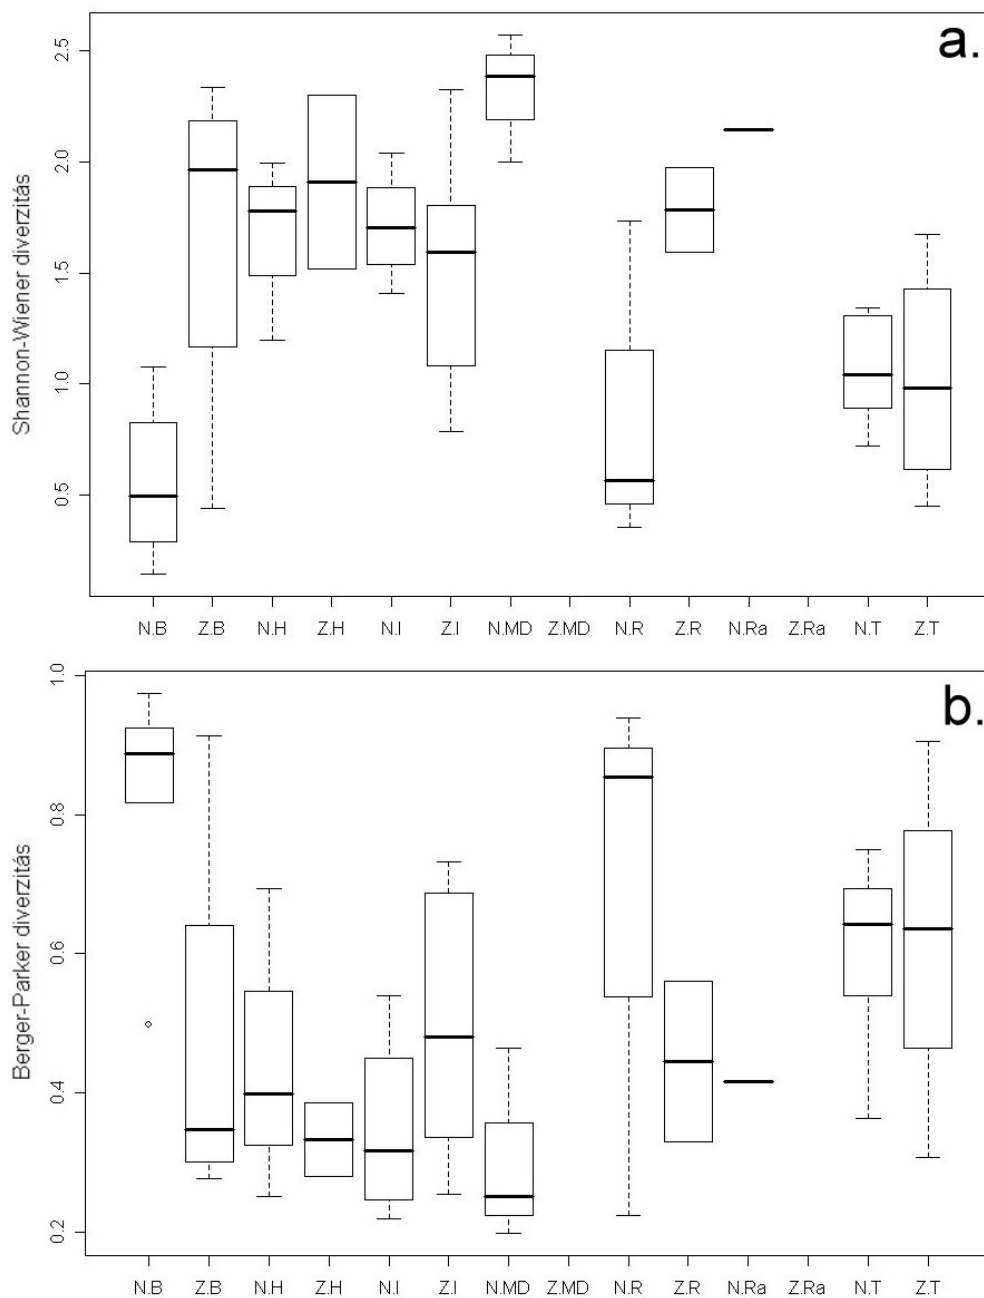 a.
Shannon-Wiener diverzitás
2.5
2.0
1.5
1.0
0.5
N.B Z.B N.H Z.H N.I Z.I N.MD Z.MD N.R Z.R N.Ra Z.Ra N.T Z.T
b.
Berger-Parker diverzitás
1.0
0.8
0.6
0.4
0.2
N.B Z.B N.H Z.H N.I Z.I N.MD Z.MD N.R Z.R N.Ra Z.Ra N.T Z.T